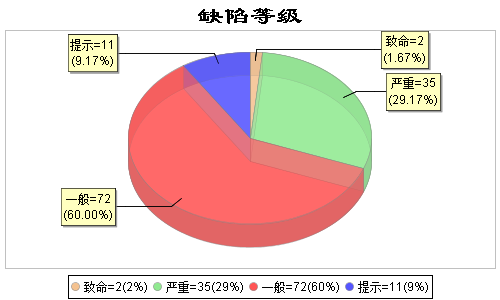 缺陷等级
提示=11
(9.17%)
致命=2
(1.67%)
严重=35
(29.17%)
一般=72
(60.00%)
致命=2(2%) 严重=35(29%) 一般=72(60%) 提示=11(9%)